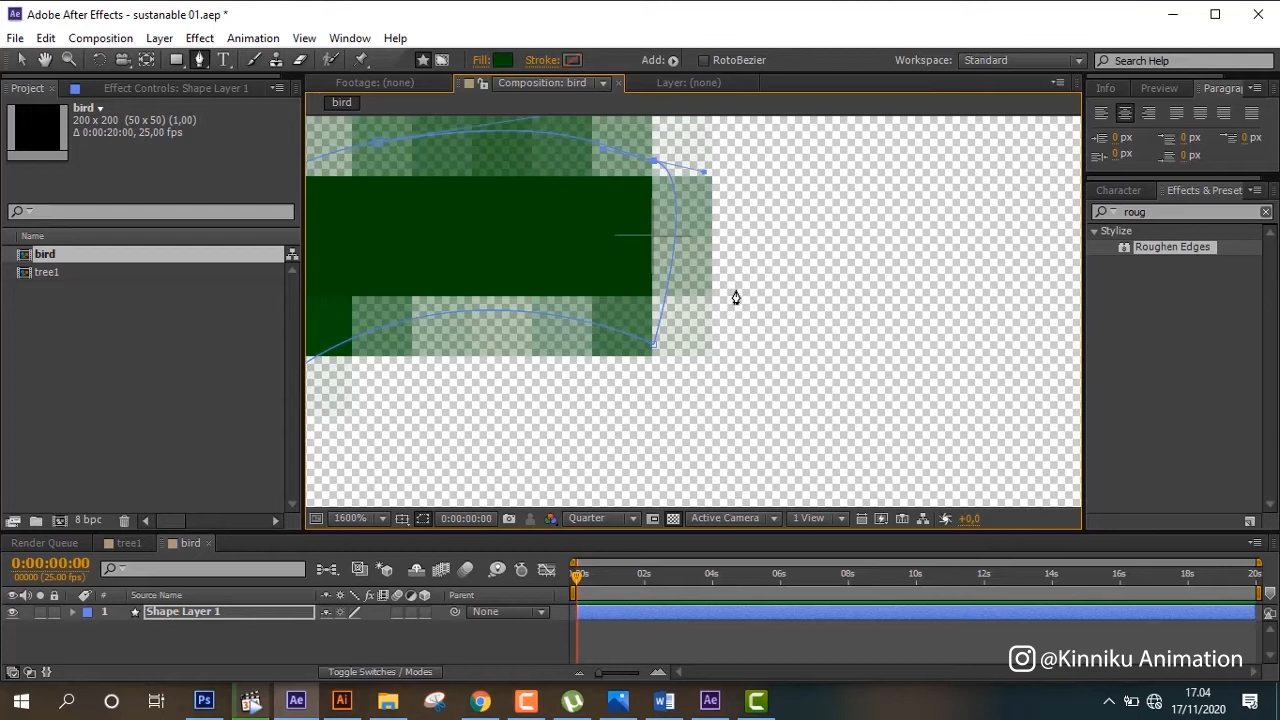 Adobe After Effects - sustanable 01.aep *
File Edit Composition Layer Effect Animation View Window Help
Fill: Stroke: Add: RotoBezier Workspace: Standard Search Help
Project Effect Controls: Shape Layer 1 Footage: (none) Composition: bird Layer: (none) Info Preview Paragra
bird
200 x 200 (50 x 50) (1,00)
Δ 0:00:20:00, 25,00 fps
bird
0 px 0 px 0 px
0 px 0 px
Character Effects & Preset
roug
Stylize
Roughen Edges
Name
bird
tree1
8 bpc
1600% 0:00:00:00 Quarter Active Camera 1 View +0,0
Render Queue tree1 bird
0:00:00:00
00000 (25.00 fps)
02s 04s 06s 08s 10s 12s 14s 16s 18s 20s
# Source Name Parent
1 Shape Layer 1 None
Toggle Switches / Modes
@Kinniku Animation
17.04
17/11/2020